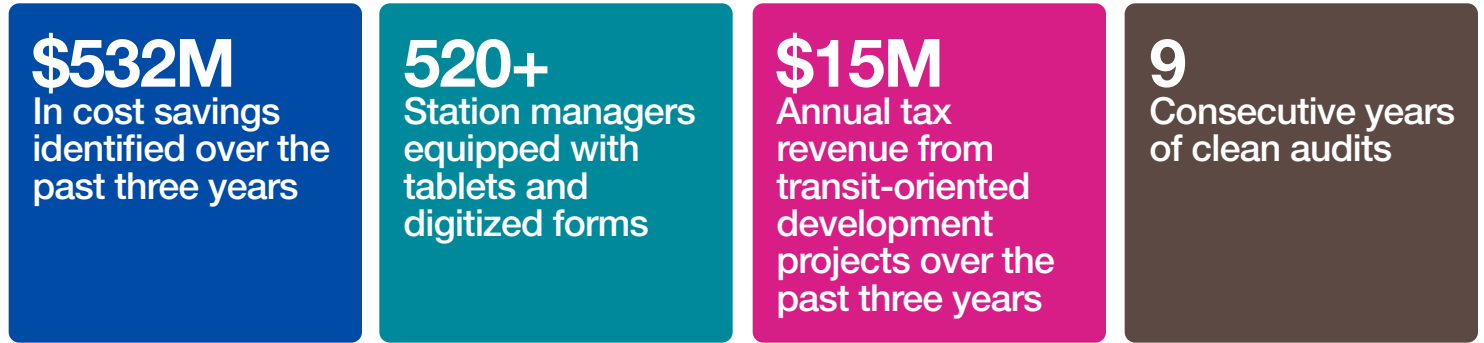 $532M
In cost savings
identified over the
past three years
520+
Station managers
equipped with
tablets and
digitized forms
$15M
Annual tax
revenue from
transit-oriented
development
projects over the
past three years
9
Consecutive years
of clean audits